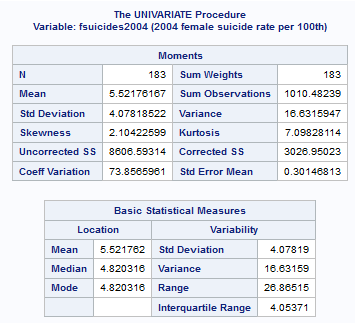 The UNIVARIATE Procedure
Variable: fsuicides2004 (2004 female suicide rate per 100th)
Moments
N 183 Sum Weights 183
Mean 5.52176167 Sum Observations 1010.48239
Std Deviation 4.07818522 Variance 16.6315947
Skewness 2.10422599 Kurtosis 7.09828114
Uncorrected SS 8606.59314 Corrected SS 3026.95023
Coeff Variation 73.8565961 Std Error Mean 0.30146813
Basic Statistical Measures
Location Variability
Mean 5.521762 Std Deviation 4.07819
Median 4.820316 Variance 16.63159
Mode 4.820316 Range 26.86515
Interquartile Range 4.05371